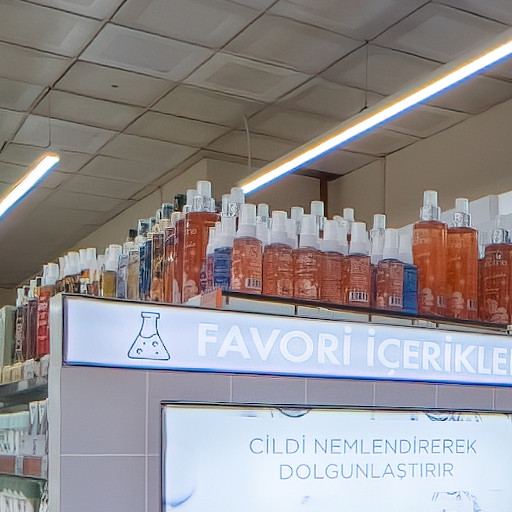 FAVORİ İÇERİKLE
CİLDİ NEMLENDİREREK
DOLGUNLAŞTIRIR